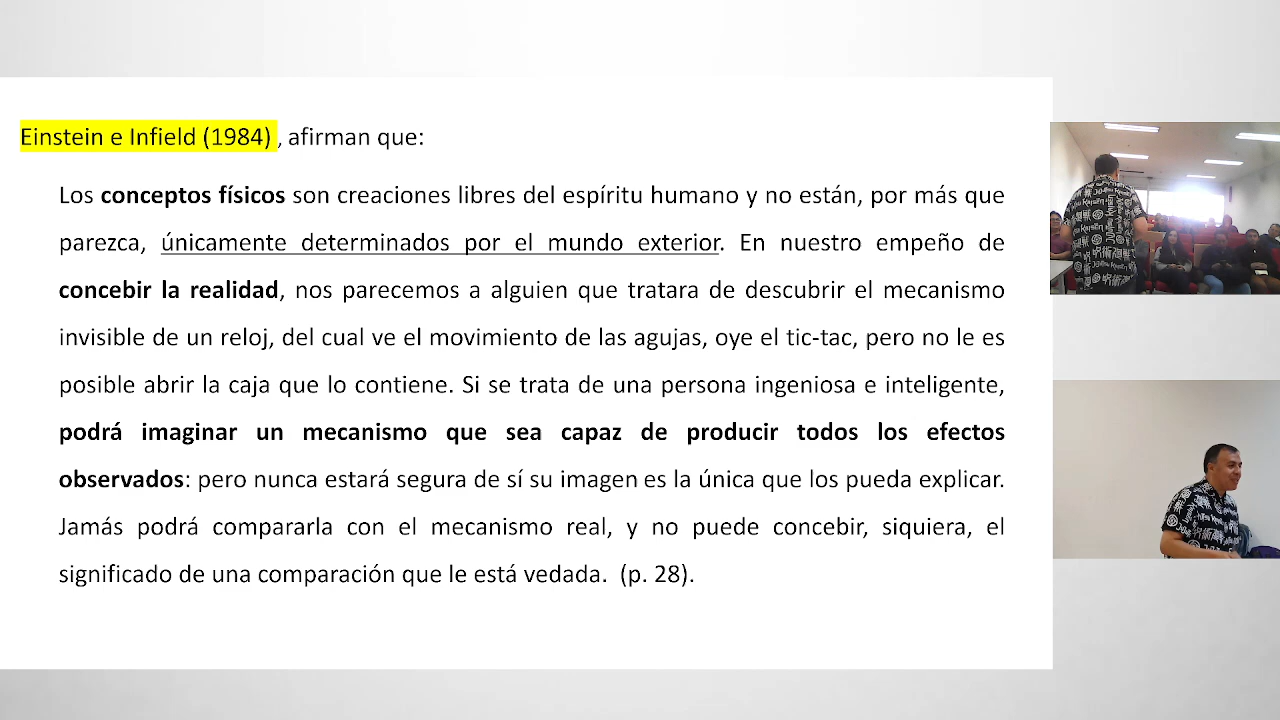 Einstein e Infield (1984) , afirman que:
Los conceptos físicos son creaciones libres del espíritu humano y no están, por más que
parezca, únicamente determinados por el mundo exterior. En nuestro empeño de
concebir la realidad, nos parecemos a alguien que tratara de descubrir el mecanismo
invisible de un reloj, del cual ve el movimiento de las agujas, oye el tic-tac, pero no le es
posible abrir la caja que lo contiene. Si se trata de una persona ingeniosa e inteligente,
podrá imaginar un mecanismo que sea capaz de producir todos los efectos
observados: pero nunca estará segura de sí su imagen es la única que los pueda explicar.
Jamás podrá compararla con el mecanismo real, y no puede concebir, siquiera, el
significado de una comparación que le está vedada. (p. 28).